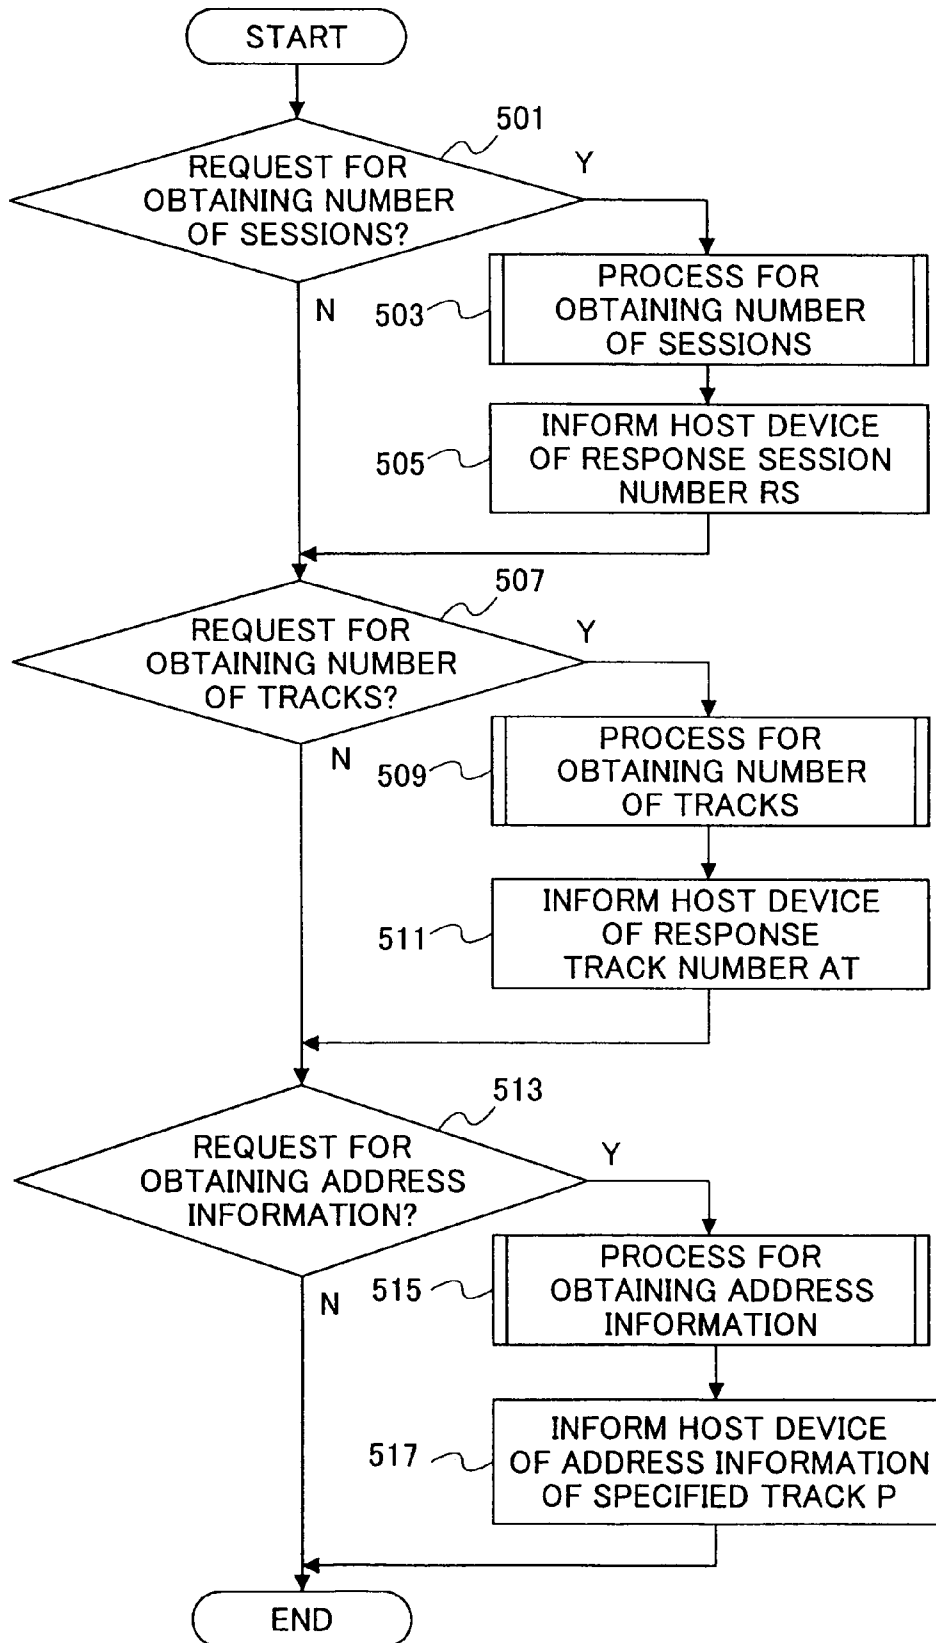 START
501
REQUEST FOR
OBTAINING NUMBER
OF SESSIONS?
Y
N
503
PROCESS FOR
OBTAINING NUMBER
OF SESSIONS
505
INFORM HOST DEVICE
OF RESPONSE SESSION
NUMBER RS
507
REQUEST FOR
OBTAINING NUMBER
OF TRACKS?
Y
N
509
PROCESS FOR
OBTAINING NUMBER
OF TRACKS
511
INFORM HOST DEVICE
OF RESPONSE
TRACK NUMBER AT
513
REQUEST FOR
OBTAINING ADDRESS
INFORMATION?
Y
N
515
PROCESS FOR
OBTAINING ADDRESS
INFORMATION
517
INFORM HOST DEVICE
OF ADDRESS INFORMATION
OF SPECIFIED TRACK P
END